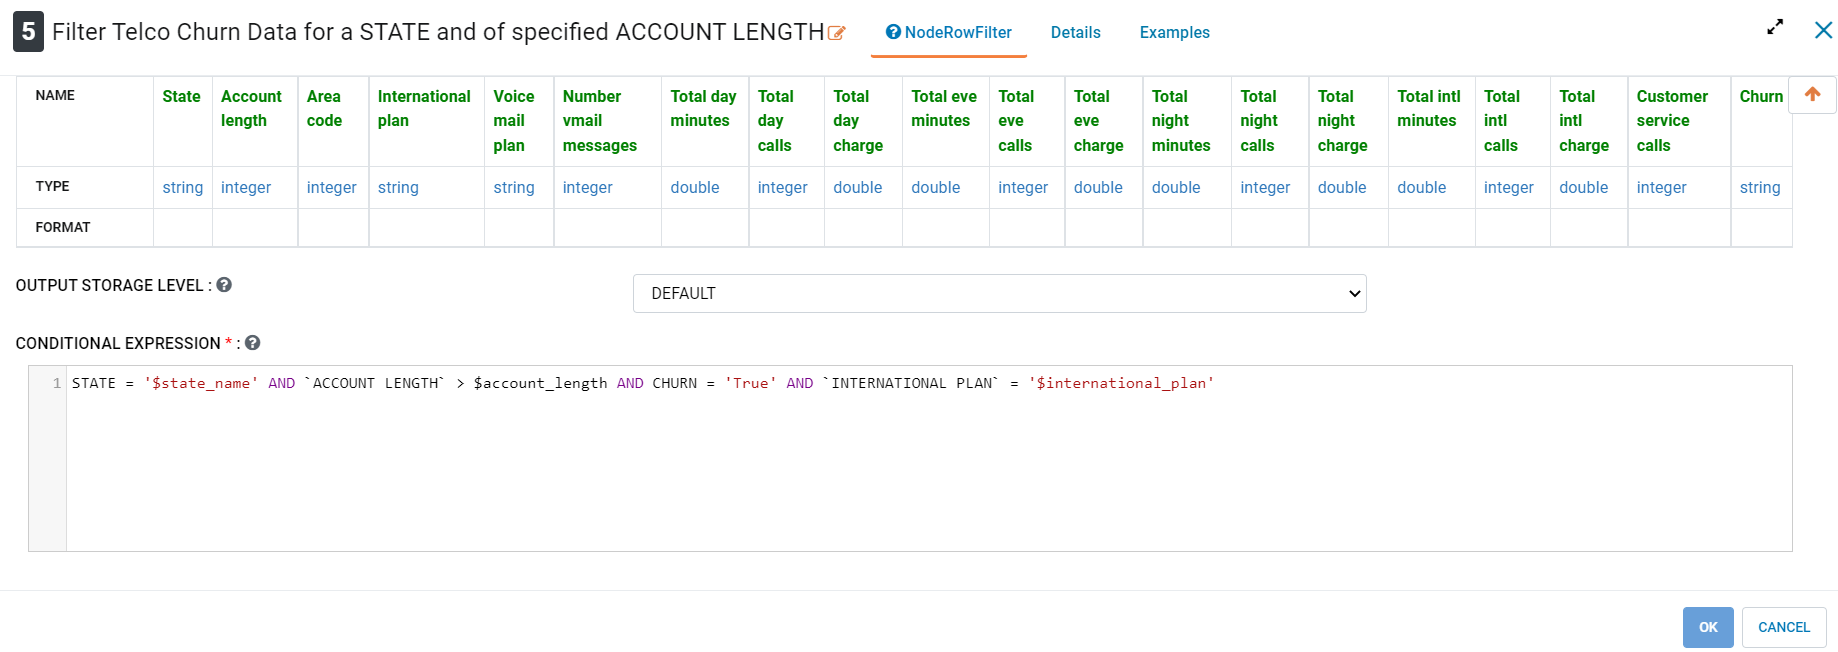 5 Filter Telco Churn Data for a STATE and of specified ACCOUNT LENGTH NodeRowFilter Details Examples
NAME State Account length Area code International plan Voice mail plan Number vmail messages Total day minutes Total day calls Total day charge Total eve minutes Total eve calls Total eve charge Total night minutes Total night calls Total night charge Total intl minutes Total intl calls Total intl charge Customer service calls Churn
TYPE string integer integer string string integer double integer double double integer double double integer double double integer double integer string
FORMAT
OUTPUT STORAGE LEVEL : DEFAULT
CONDITIONAL EXPRESSION * :
1 STATE = '$state_name' AND `ACCOUNT LENGTH` > $account_length AND CHURN = 'True' AND `INTERNATIONAL PLAN` = '$international_plan'
OK CANCEL